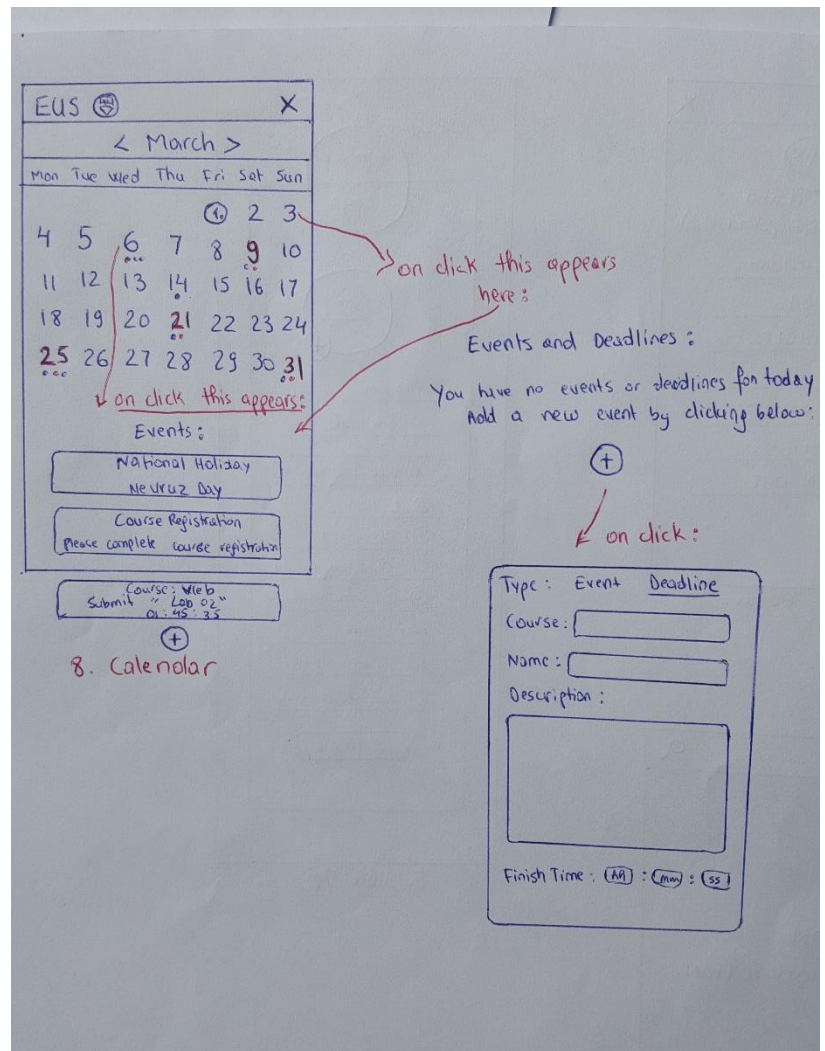 EUS X
< March >
Mon Tue Wed Thu Fri Sat Sun
1. 2 3
4 5 6 7 8 9 10
11 12 13 14 15 16 17
18 19 20 21 22 23 24
25 26 27 28 29 30 31
on click this appears:
Events:
National Holiday
Nevruz Day
Course Registration
Please complete course registration
Course: Web
Submit "Lab 02"
01:45:35
+
8. Calendar
on click this appears
here:
Events and Deadlines:
You have no events or deadlines for today
Add a new event by clicking below:
+
on click:
Type: Event Deadline
Course:
Name:
Description:
Finish Time: : mm : ss